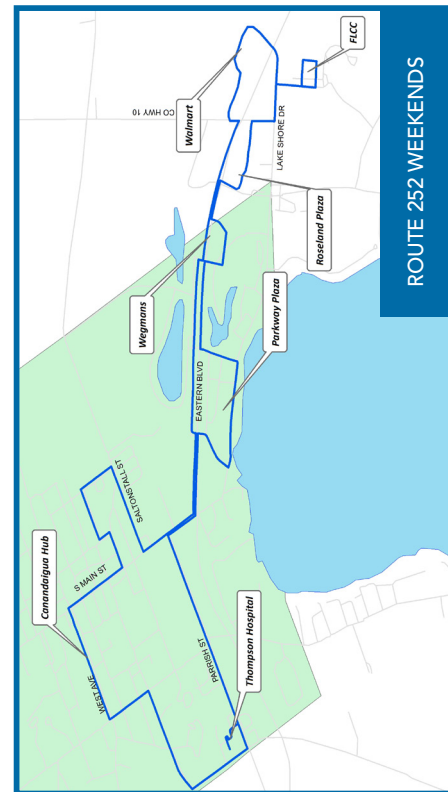 ROUTE 252 WEEKENDS
Canandaigua Hub
WEST AVE
S MAIN ST
SALTONSTALL ST
PARRISH ST
Thompson Hospital
EASTERN BLVD
Wegmans
Parkway Plaza
Walmart
CO HWY 10
LAKE SHORE DR
Roseland Plaza
FLCC